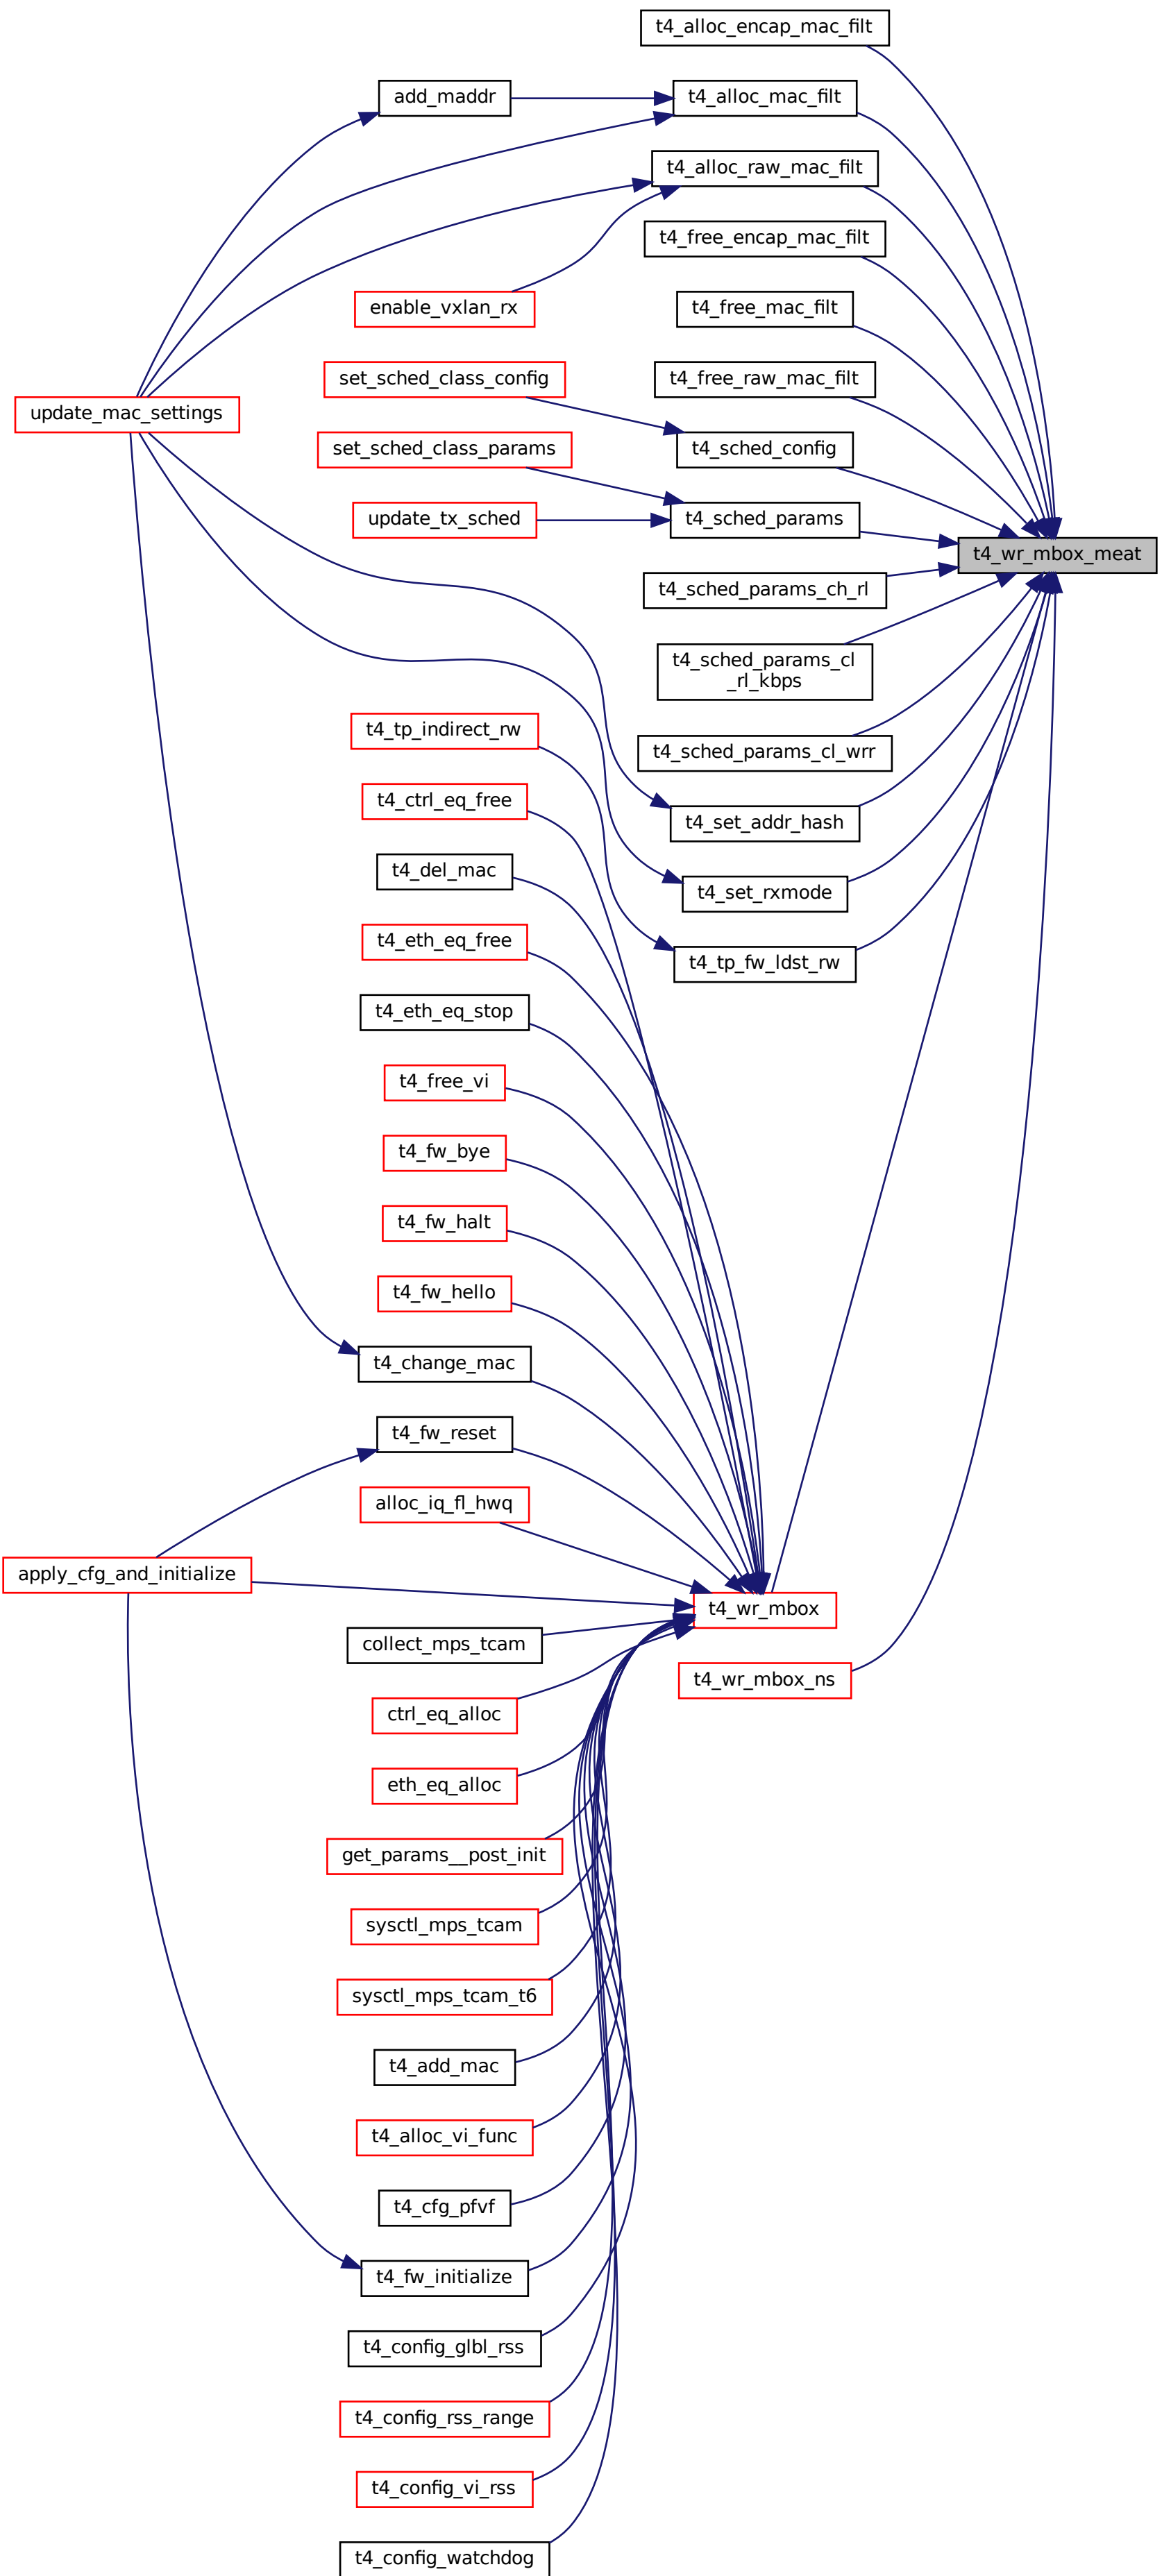 t4_alloc_encap_mac_filt
add_maddr
t4_alloc_mac_filt
t4_alloc_raw_mac_filt
t4_free_encap_mac_filt
enable_vxlan_rx
t4_free_mac_filt
set_sched_class_config
t4_free_raw_mac_filt
update_mac_settings
set_sched_class_params
t4_sched_config
update_tx_sched
t4_sched_params
t4_wr_mbox_meat
t4_sched_params_ch_rl
t4_sched_params_cl
_rl_kbps
t4_tp_indirect_rw
t4_sched_params_cl_wrr
t4_ctrl_eq_free
t4_set_addr_hash
t4_del_mac
t4_set_rxmode
t4_eth_eq_free
t4_tp_fw_ldst_rw
t4_eth_eq_stop
t4_free_vi
t4_fw_bye
t4_fw_halt
t4_fw_hello
t4_change_mac
t4_fw_reset
alloc_iq_fl_hwq
apply_cfg_and_initialize
t4_wr_mbox
collect_mps_tcam
t4_wr_mbox_ns
ctrl_eq_alloc
eth_eq_alloc
get_params__post_init
sysctl_mps_tcam
sysctl_mps_tcam_t6
t4_add_mac
t4_alloc_vi_func
t4_cfg_pfvf
t4_fw_initialize
t4_config_glbl_rss
t4_config_rss_range
t4_config_vi_rss
t4_config_watchdog